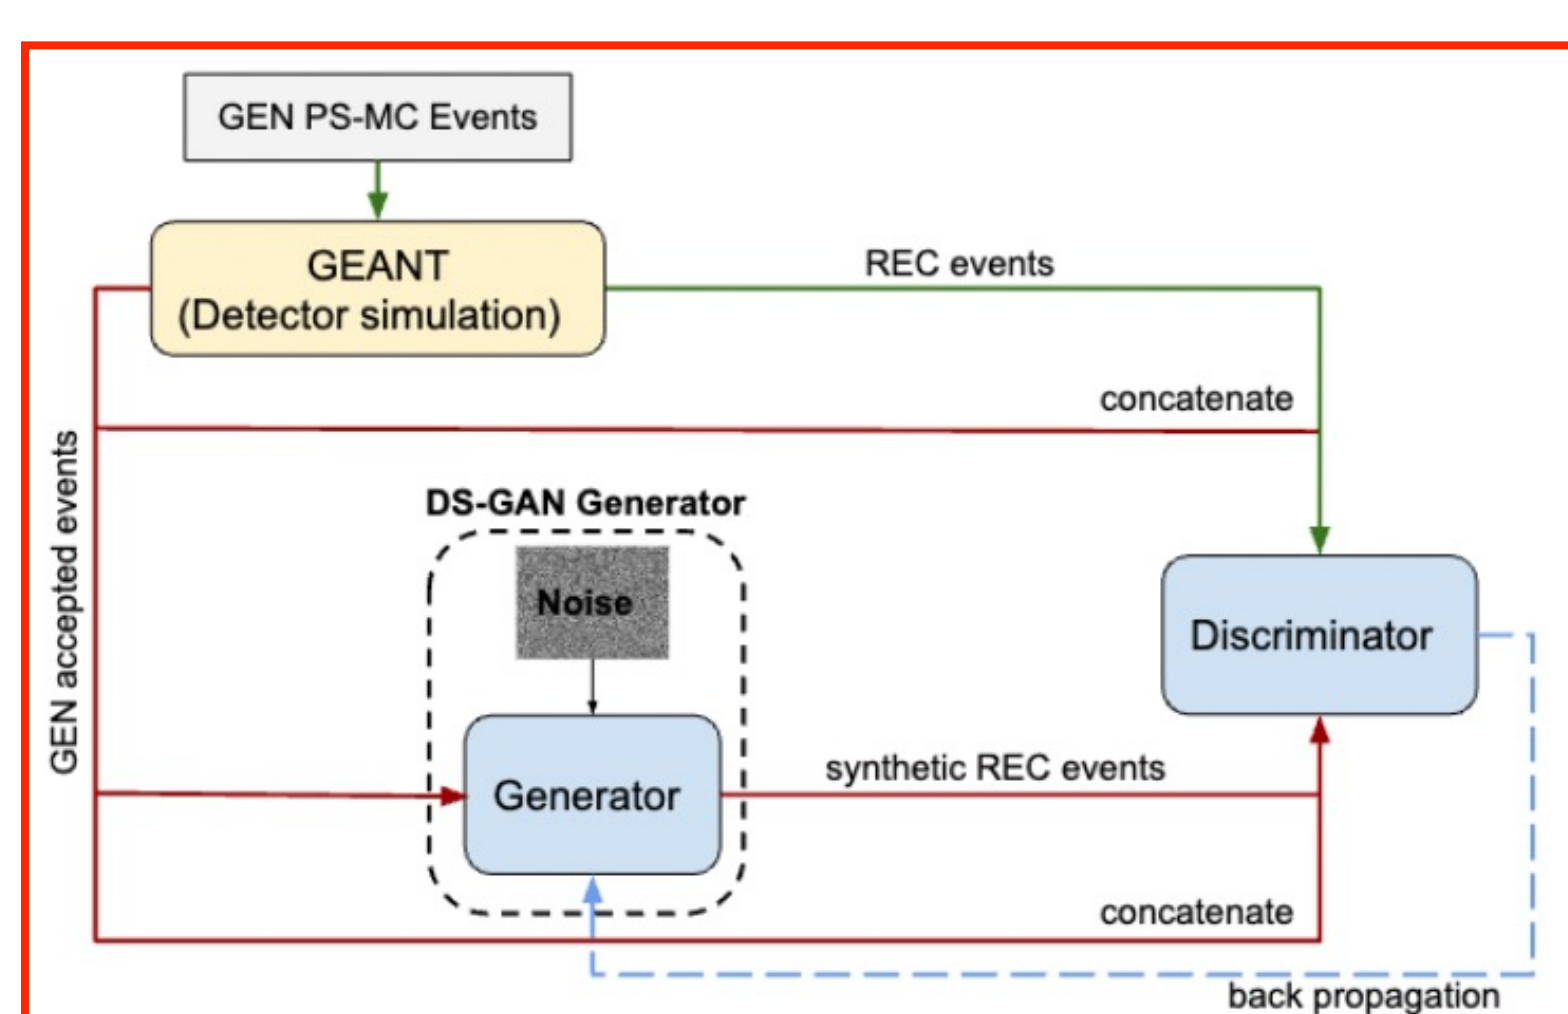 GEN PS-MC Events
GEANT
(Detector simulation)
REC events
concatenate
GEN accepted events
DS-GAN Generator
Noise
Discriminator
Generator
synthetic REC events
concatenate
back propagation